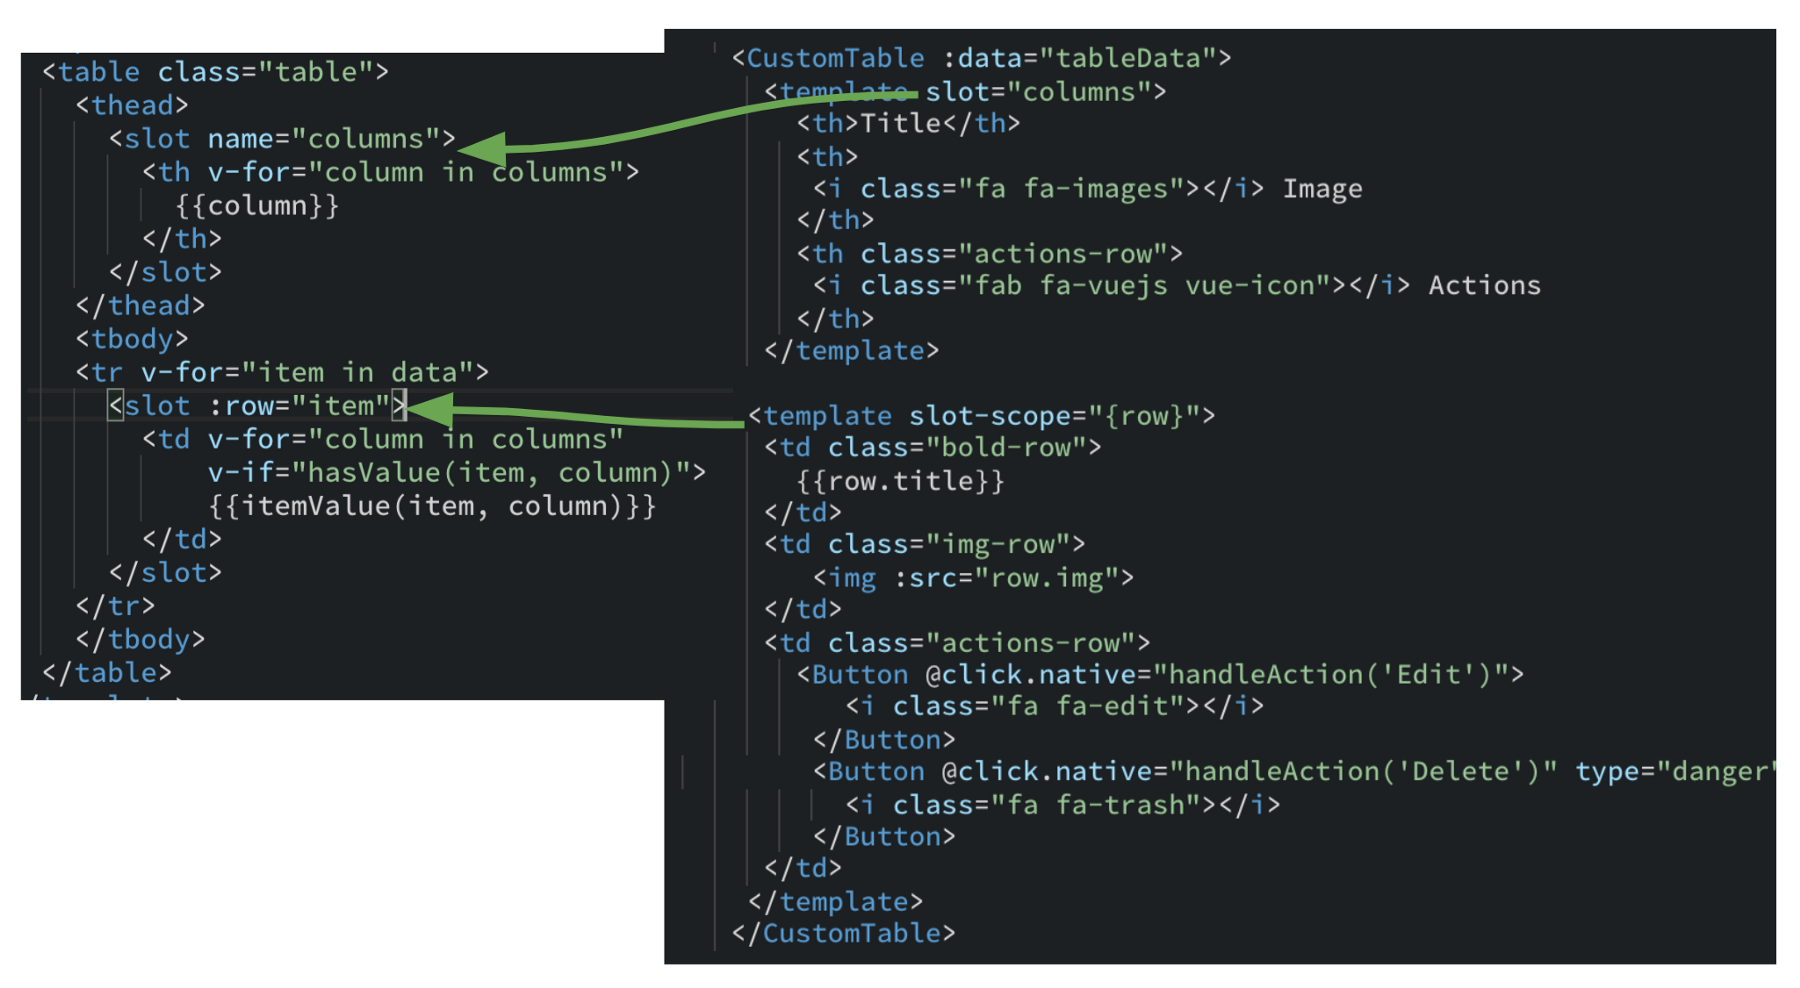 <table class="table">
<thead>
<slot name="columns">
<th v-for="column in columns">
{{column}}
</th>
</slot>
</thead>
<tbody>
<tr v-for="item in data">
<slot :row="item">
<td v-for="column in columns"
v-if="hasValue(item, column)">
{{itemValue(item, column)}}
</td>
</slot>
</tr>
</tbody>
</table>
<CustomTable :data="tableData">
<template slot="columns">
<th>Title</th>
<th>
<i class="fa fa-images"></i> Image
</th>
<th class="actions-row">
<i class="fab fa-vuejs vue-icon"></i> Actions
</th>
</template>
<template slot-scope="{row}">
<td class="bold-row">
{{row.title}}
</td>
<td class="img-row">
<img :src="row.img">
</td>
<td class="actions-row">
<Button @click.native="handleAction('Edit')">
<i class="fa fa-edit"></i>
</Button>
<Button @click.native="handleAction('Delete')" type="danger"
<i class="fa fa-trash"></i>
</Button>
</td>
</template>
</CustomTable>